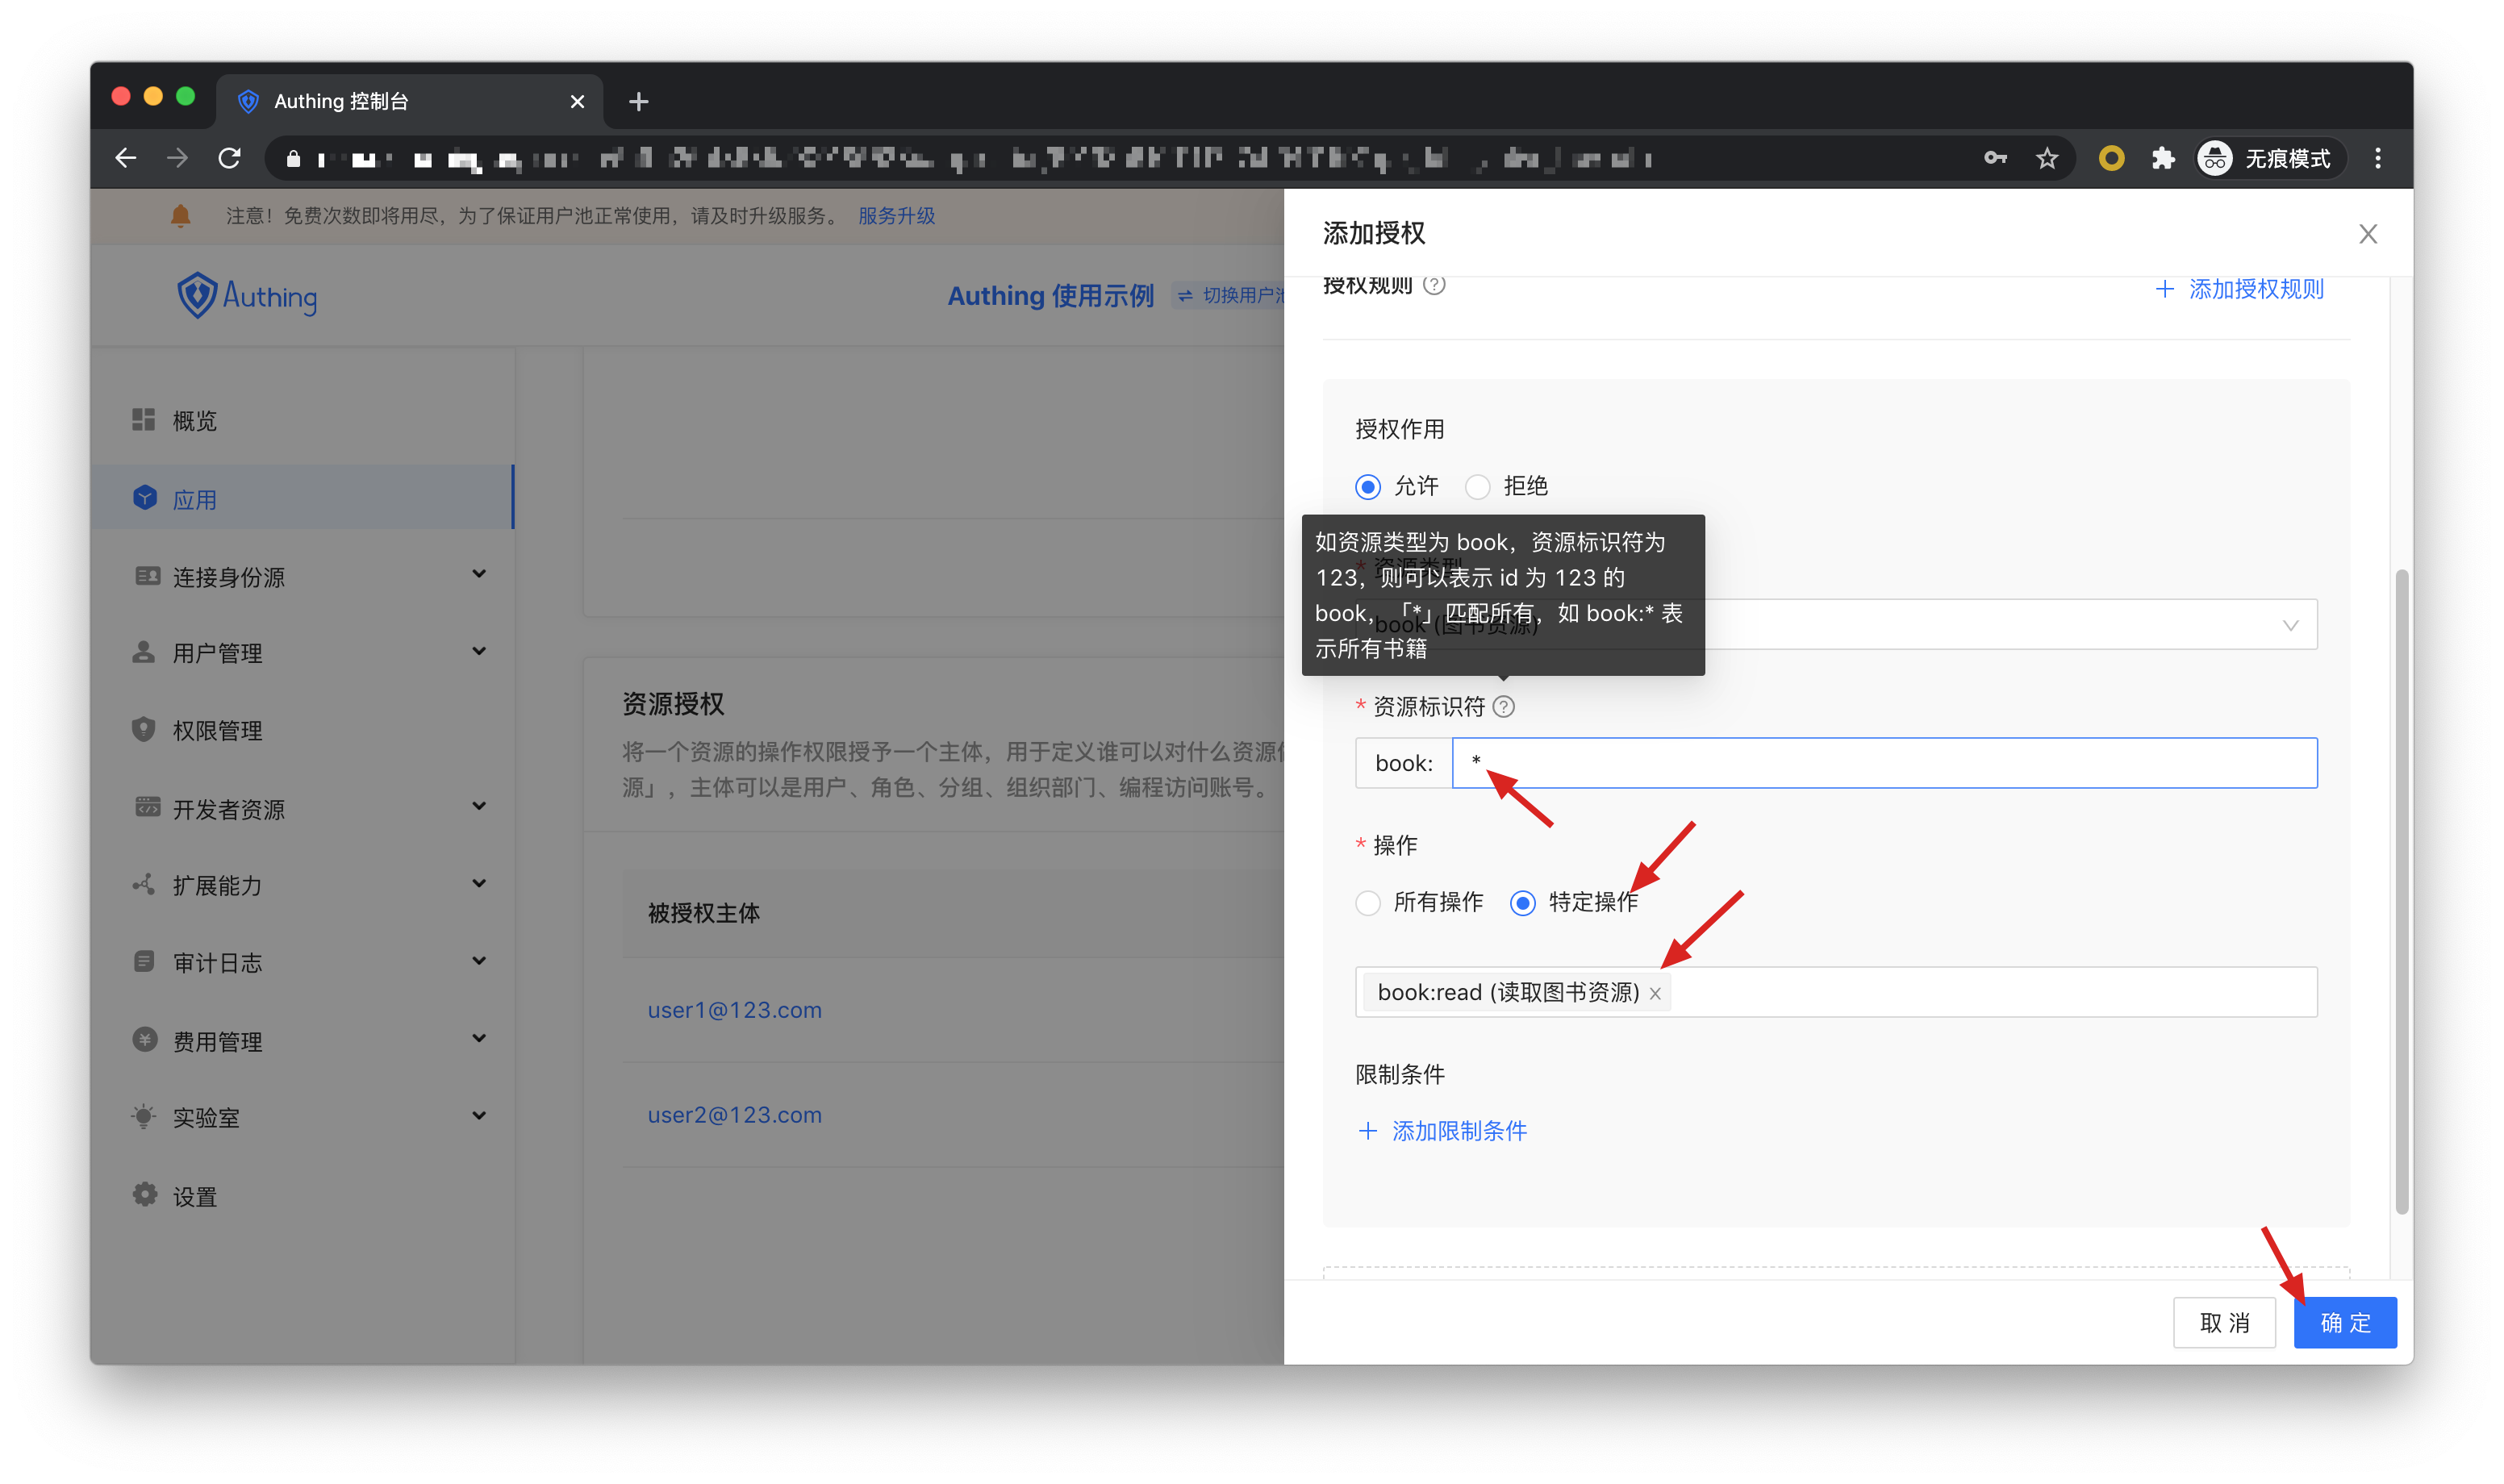 Authing 控制台
无痕模式
注意！免费次数即将用尽，为了保证用户池正常使用，请及时升级服务。 服务升级
Authing
Authing 使用示例
切换用户池
概览
应用
连接身份源
用户管理
权限管理
开发者资源
扩展能力
审计日志
费用管理
实验室
设置
资源授权
将一个资源的操作权限授予一个主体，用于定义谁可以对什么资源
源」，主体可以是用户、角色、分组、组织部门、编程访问账号。
被授权主体
user1@123.com
user2@123.com
添加授权
授权规则 ?
+ 添加授权规则
授权作用
允许 拒绝
* 资源类型
book (图书资源)
如资源类型为 book，资源标识符为
123，则可以表示 id 为 123 的
book，「*」匹配所有，如 book:* 表
示所有书籍
* 资源标识符 ?
book: *
* 操作
所有操作 特定操作
book:read (读取图书资源) ×
限制条件
+ 添加限制条件
取 消
确 定